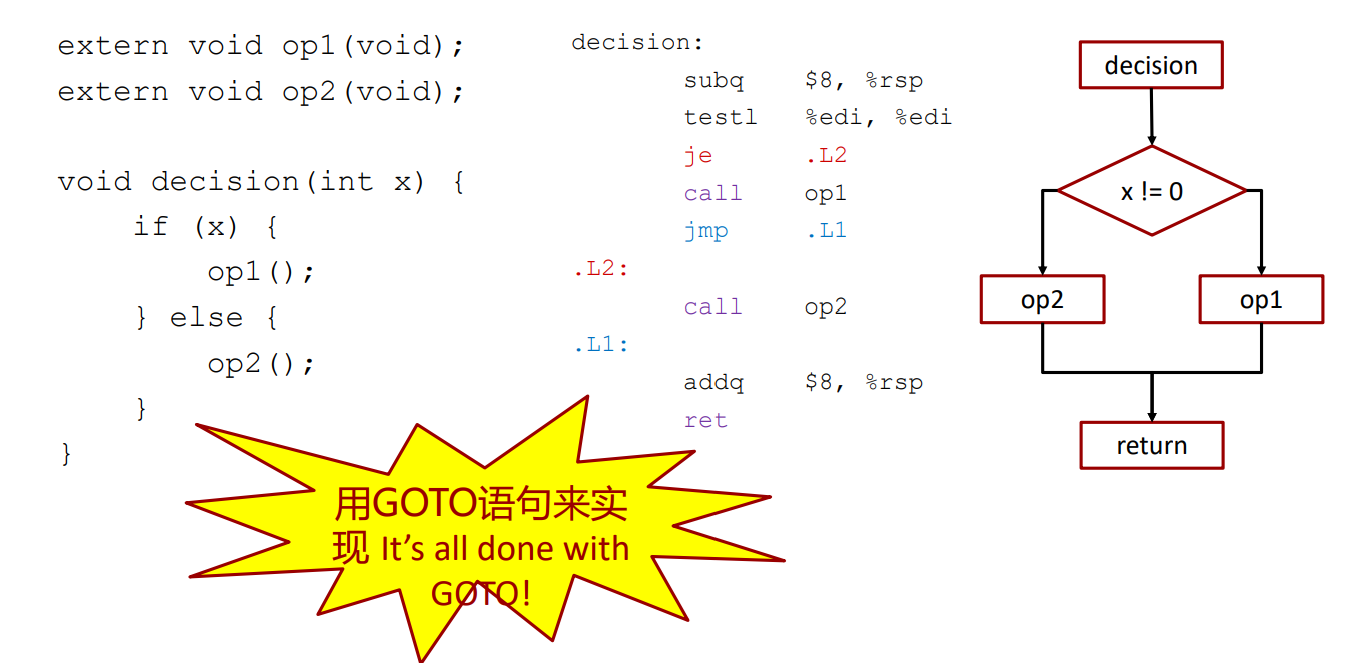 extern void op1(void);
extern void op2(void);
void decision(int x) {
if (x) {
op1();
} else {
op2();
}
}
decision:
subq $8, %rsp
testl %edi, %edi
je .L2
call op1
jmp .L1
.L2:
call op2
.L1:
addq $8, %rsp
ret
decision
x != 0
op2
op1
return
用GOTO语句来实
现 It’s all done with
GOTO!